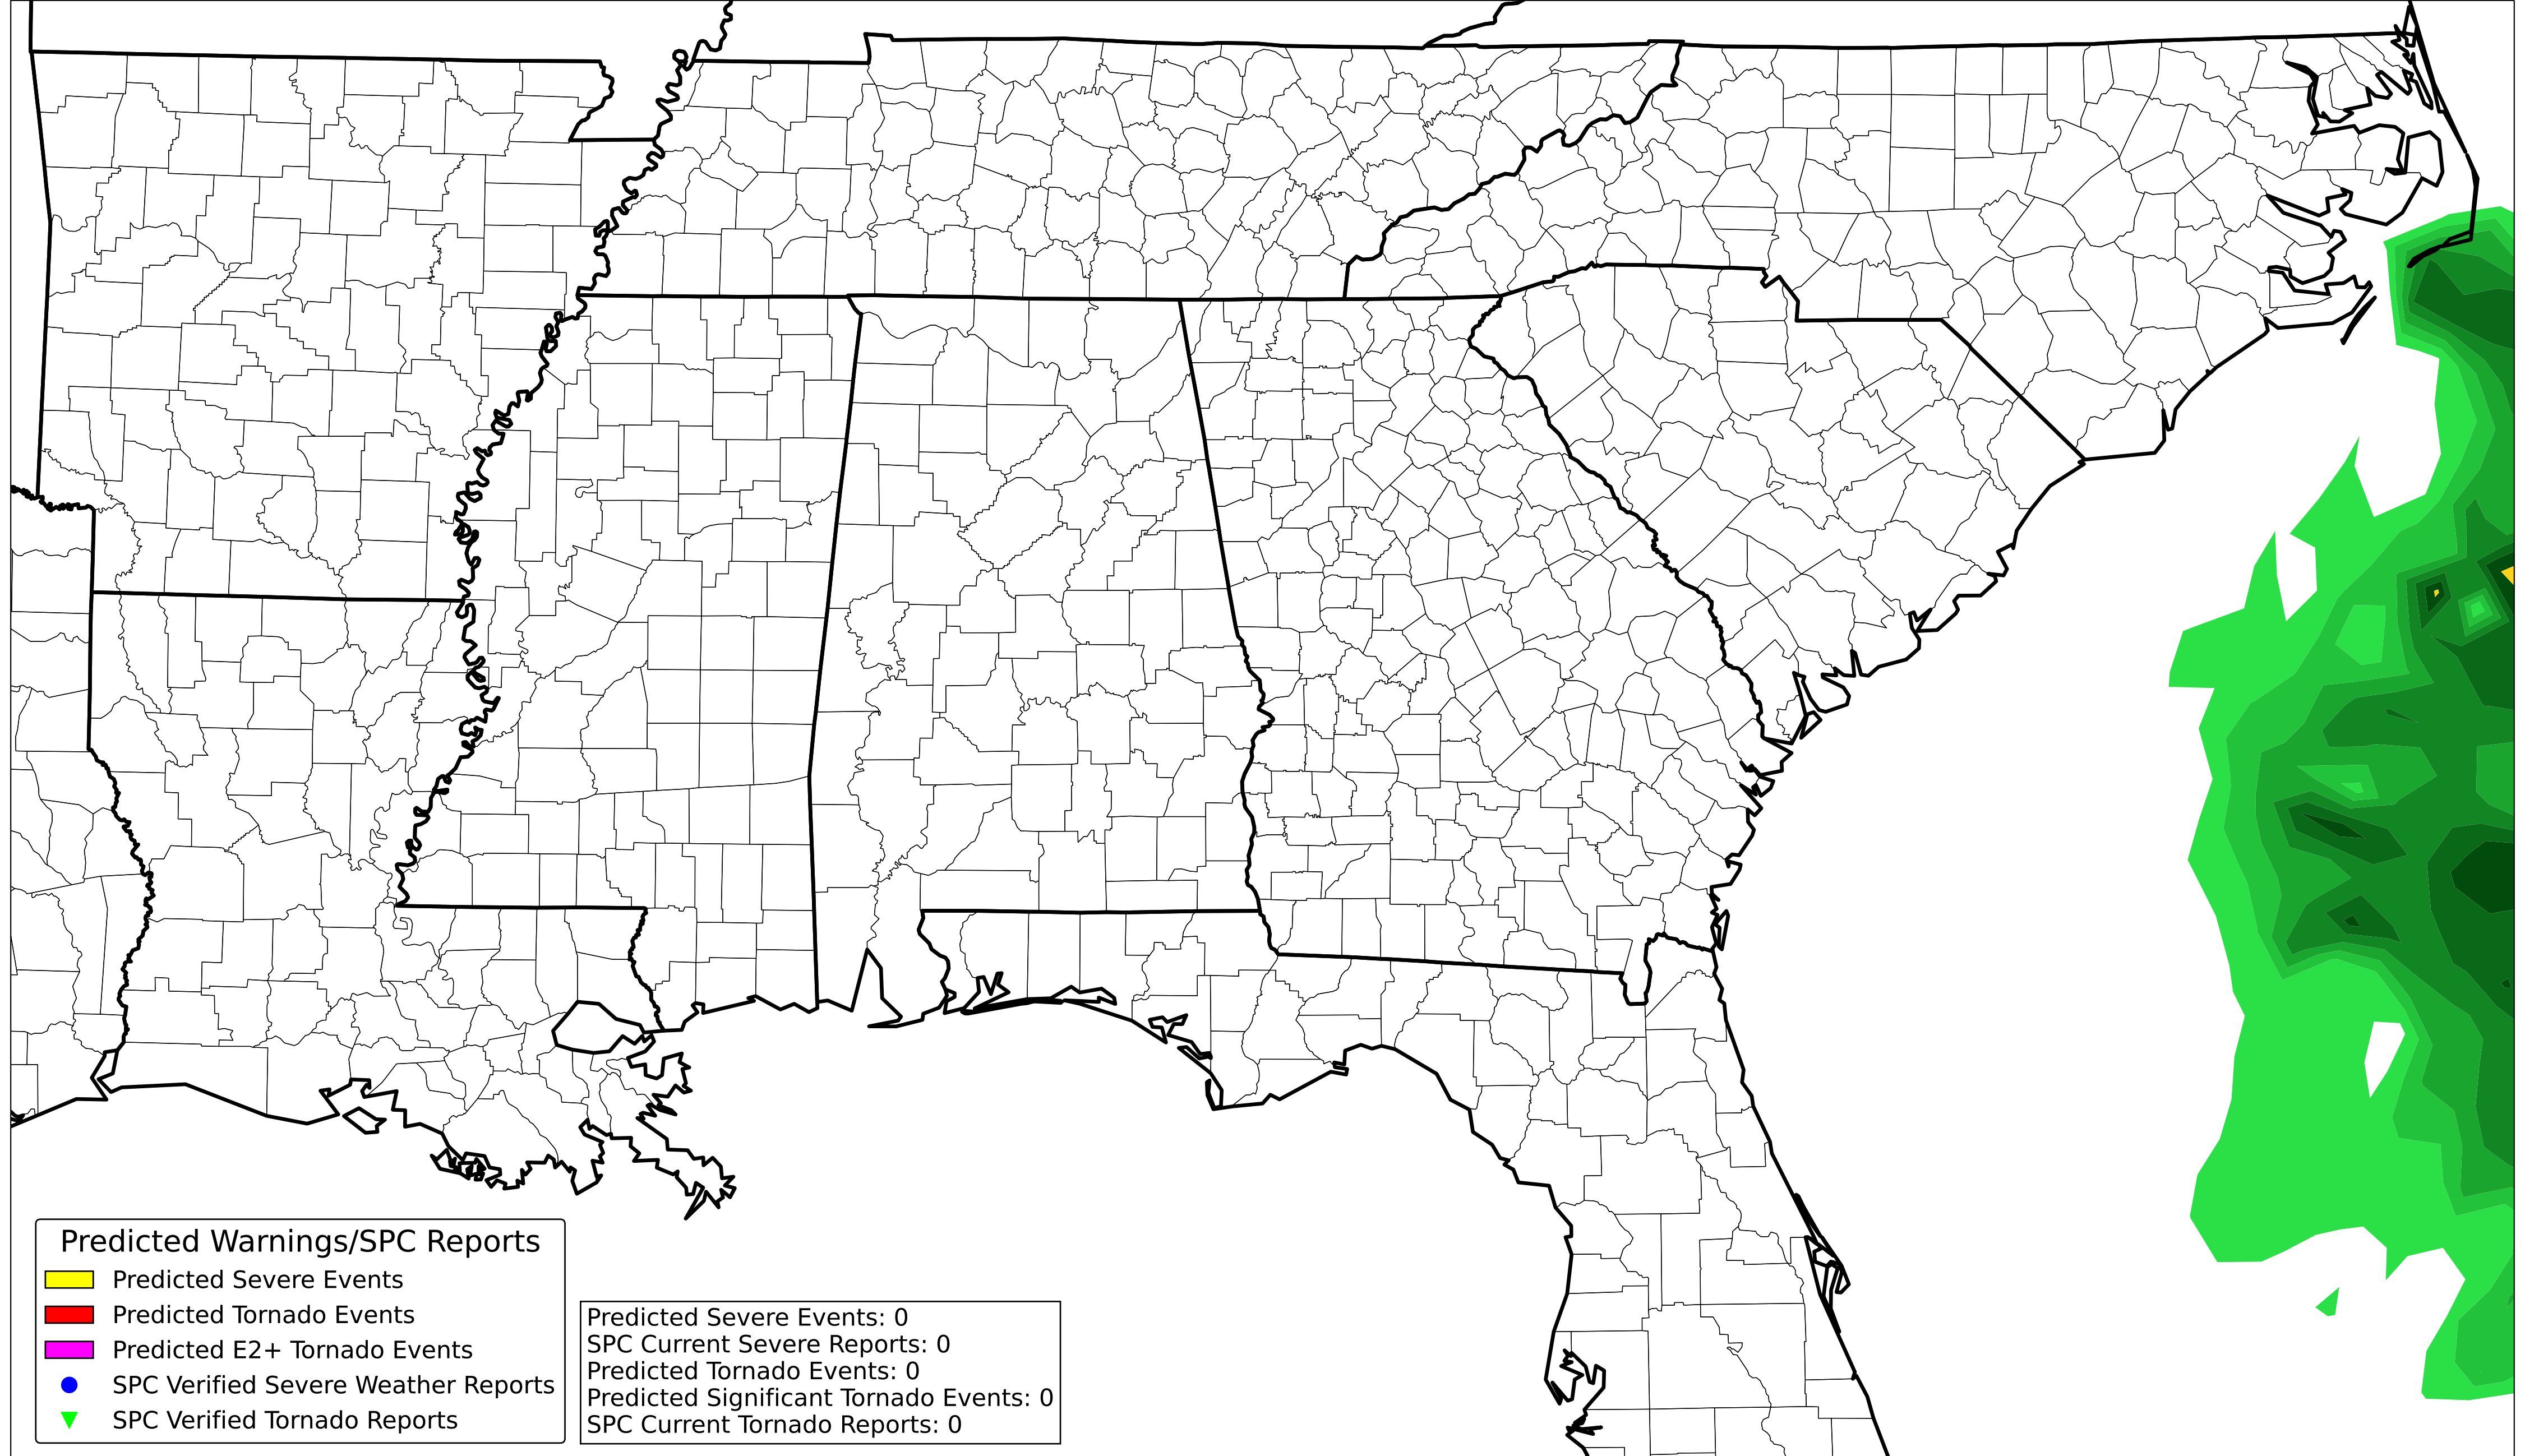 Predicted Warnings/SPC Reports
Predicted Severe Events
Predicted Tornado Events
Predicted E2+ Tornado Events
SPC Verified Severe Weather Reports
SPC Verified Tornado Reports
Predicted Severe Events: 0
SPC Current Severe Reports: 0
Predicted Tornado Events: 0
Predicted Significant Tornado Events: 0
SPC Current Tornado Reports: 0